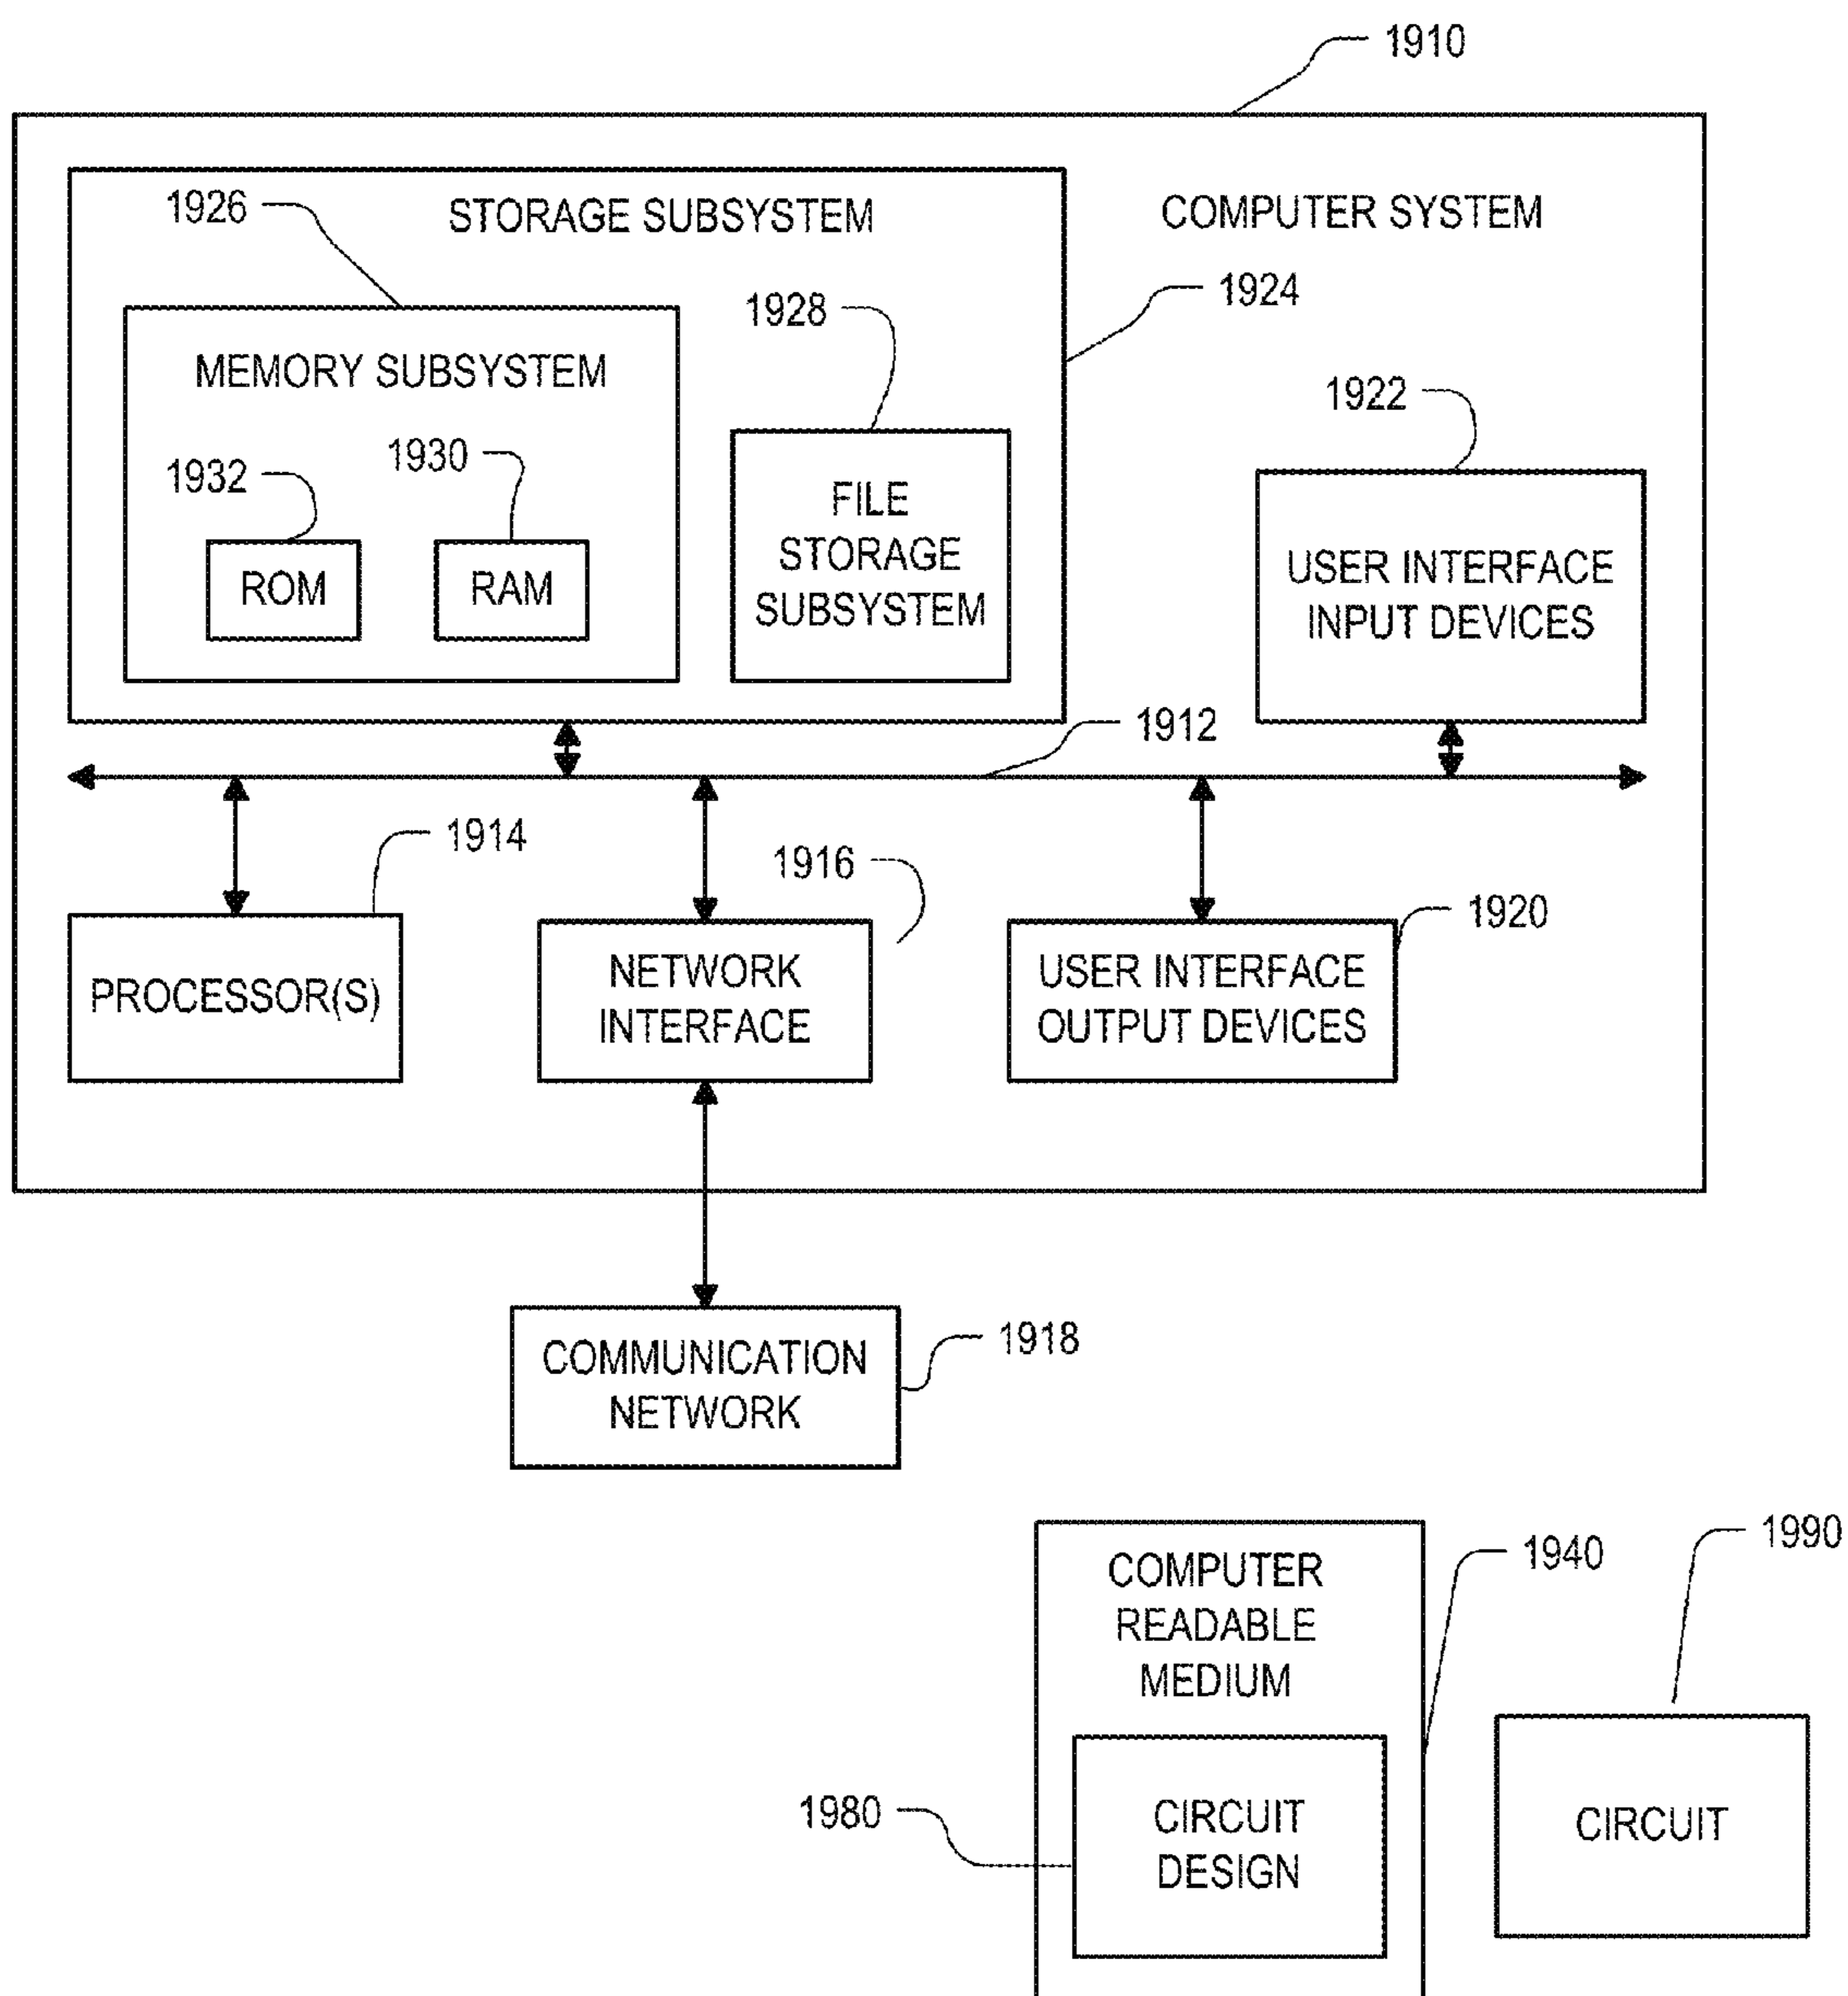 1910
1926
STORAGE SUBSYSTEM
COMPUTER SYSTEM
1924
1928
MEMORY SUBSYSTEM
1922
1932
1930
FILE
STORAGE
SUBSYSTEM
ROM
RAM
USER INTERFACE
INPUT DEVICES
1912
1914
1916
1920
PROCESSOR(S)
NETWORK
INTERFACE
USER INTERFACE
OUTPUT DEVICES
COMMUNICATION
NETWORK
1918
COMPUTER
READABLE
MEDIUM
1940
1990
1980
CIRCUIT
DESIGN
CIRCUIT